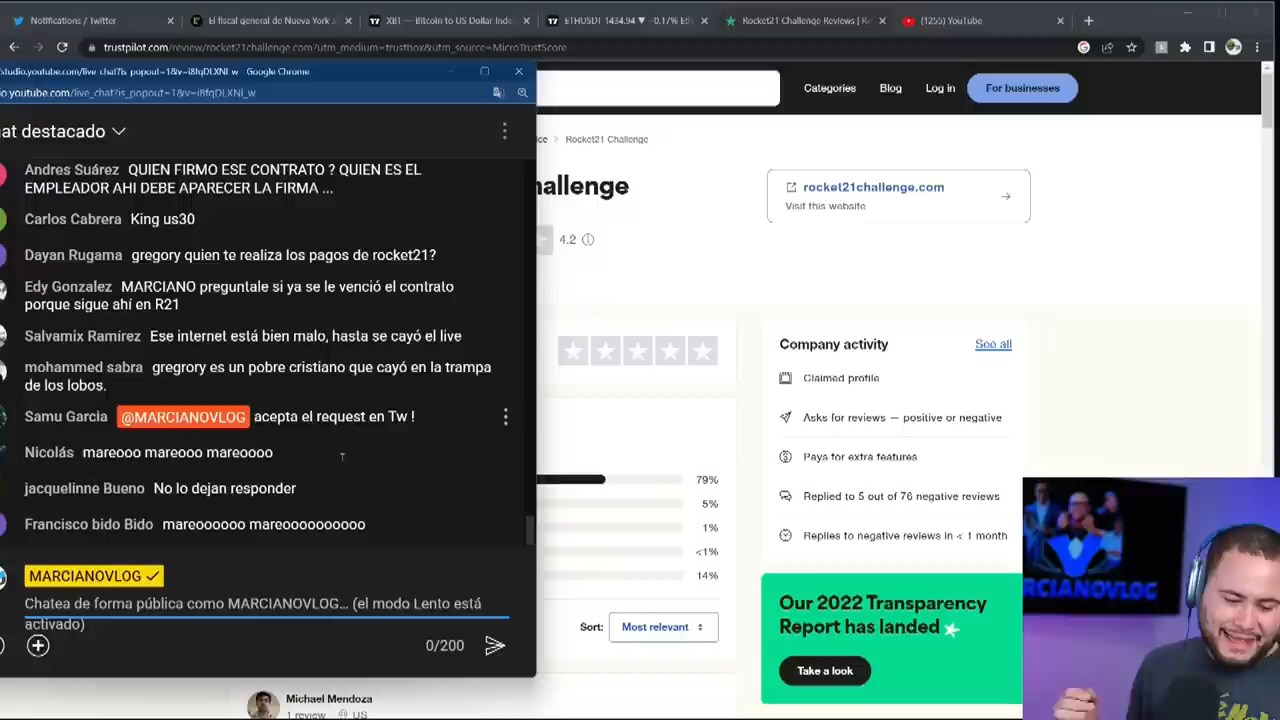 Notifications / Twitter
El fiscal general de Nueva York a
XBT — Bitcoin to US Dollar Index
ETHUSDT 1434.94 ▼ −0.17% Eth
Rocket21 Challenge Reviews | R
(1255) YouTube
trustpilot.com/review/rocket21challenge.com?utm_medium=trustbox&utm_source=MicroTrustScore
studio.youtube.com/live_chat?is_popout=1&v=i8fqDLXNl_w - Google Chrome
io.youtube.com/live_chat?is_popout=1&v=i8fqDLXNl_w
Categories
Blog
Log in
For businesses
at destacado
ice > Rocket21 Challenge
Andres Suárez QUIEN FIRMO ESE CONTRATO ? QUIEN ES EL
EMPLEADOR AHI DEBE APARECER LA FIRMA ...
Carlos Cabrera King us30
Dayan Rugama gregory quien te realiza los pagos de rocket21?
Edy Gonzalez MARCIANO preguntale si ya se le venció el contrato
porque sigue ahí en R21
Salvamix Ramírez Ese internet está bien malo, hasta se cayó el live
mohammed sabra gregrory es un pobre cristiano que cayó en la trampa
de los lobos.
Samu Garcia @MARCIANOVLOG acepta el request en Tw !
Nicolás mareooo mareooo mareoooo
jacquelinne Bueno No lo dejan responder
Francisco bido Bido mareoooooo mareoooooooooo
MARCIANOVLOG
Chatea de forma pública como MARCIANOVLOG... (el modo Lento está
activado)
0/200
hallenge
4.2
rocket21challenge.com
Visit this website
Company activity
See all
Claimed profile
Asks for reviews — positive or negative
Pays for extra features
Replied to 5 out of 76 negative reviews
Replies to negative reviews in < 1 month
79%
5%
1%
<1%
14%
Sort:
Most relevant
Our 2022 Transparency
Report has landed
Take a look
Michael Mendoza
1 review
US
RCIANOVLOG